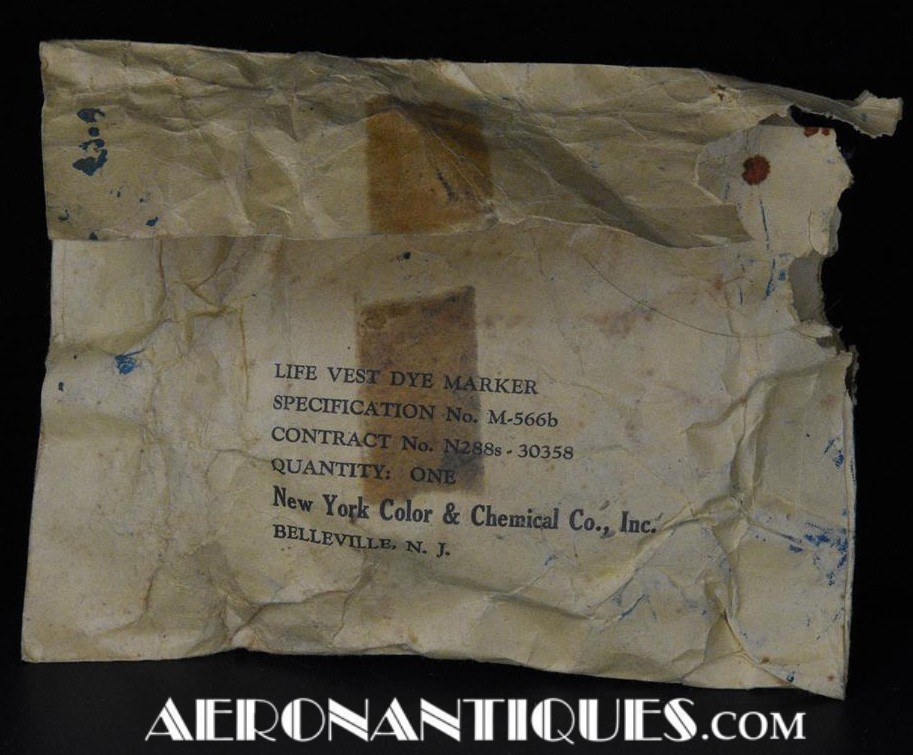 LIFE VEST DYE MARKER
SPECIFICATION No. M-566b
CONTRACT No. N288s - 30358
QUANTITY: ONE
New York Color & Chemical Co., Inc.
BELLEVILLE, N. J.
AERONANTIQUES.COM